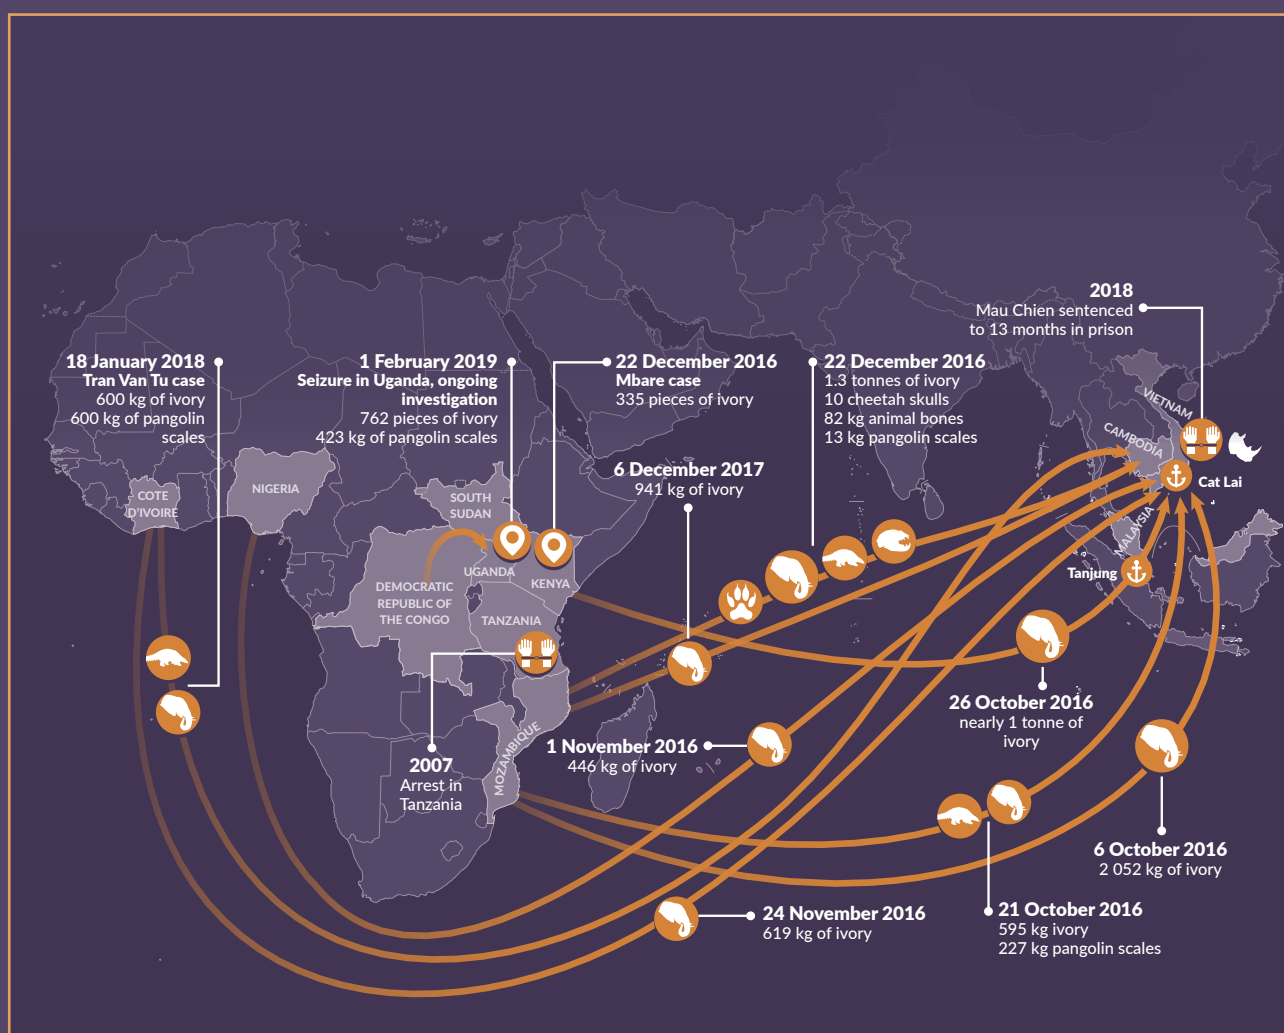 2018
Mau Chien sentenced
to 13 months in prison
18 January 2018
Tran Van Tu case
600 kg of ivory
600 kg of pangolin
scales
1 February 2019
Seizure in Uganda, ongoing
investigation
762 pieces of ivory
423 kg of pangolin scales
22 December 2016
Mbare case
335 pieces of ivory
22 December 2016
1.3 tonnes of ivory
10 cheetah skulls
82 kg animal bones
13 kg pangolin scales
6 December 2017
941 kg of ivory
VIETNAM
CAMBODIA
Cat Lai
MALAYSIA
Tanjung
COTE
D'IVOIRE
NIGERIA
SOUTH
SUDAN
UGANDA
KENYA
DEMOCRATIC
REPUBLIC OF
THE CONGO
TANZANIA
MOZAMBIQUE
26 October 2016
nearly 1 tonne of
ivory
1 November 2016
446 kg of ivory
2007
Arrest in
Tanzania
6 October 2016
2 052 kg of ivory
24 November 2016
619 kg of ivory
21 October 2016
595 kg ivory
227 kg pangolin scales